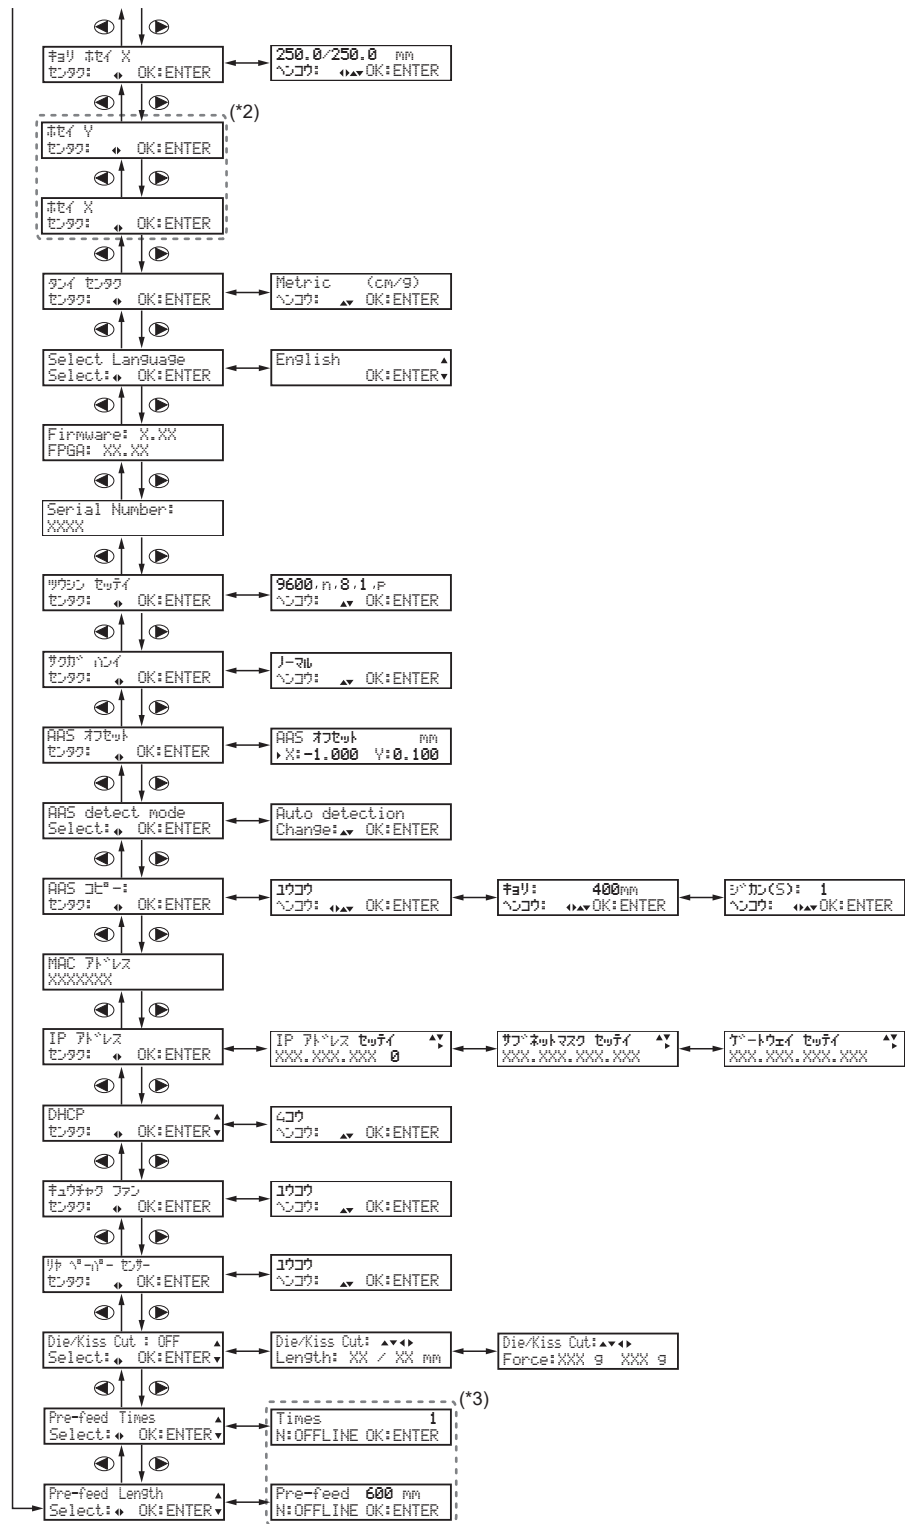 キョリ ホセイ X
センタク: ◂▸ OK:ENTER
250.0/250.0 mm
ヘンコウ: ◂▸▴▾OK:ENTER
(*2)
ホセイ Y
センタク: ◂▸ OK:ENTER
ホセイ X
センタク: ◂▸ OK:ENTER
タンイ センタク
センタク: ◂▸ OK:ENTER
Metric (cm/g)
ヘンコウ: ▴▾ OK:ENTER
Select Language
Select:◂▸ OK:ENTER
English ▴
OK:ENTER▾
Firmware: X.XX
FPGA: XX.XX
Serial Number:
XXXX
ツウシン セッテイ
センタク: ◂▸ OK:ENTER
9600,n,8,1,P
ヘンコウ: ▴▾ OK:ENTER
サクガ ハンイ
センタク: ◂▸ OK:ENTER
ノーマル
ヘンコウ: ▴▾ OK:ENTER
AAS オフセット
センタク: ◂▸ OK:ENTER
AAS オフセット mm
▸X:-1.000 Y:0.100
AAS detect mode
Select:◂▸ OK:ENTER
Auto detection
Change:▴▾ OK:ENTER
AAS コピー:
センタク: ◂▸ OK:ENTER
ユウコウ
ヘンコウ: ◂▸▴▾ OK:ENTER
キョリ: 400mm
ヘンコウ: ◂▸▴▾OK:ENTER
ジカン(S): 1
ヘンコウ: ◂▸▴▾OK:ENTER
MAC アドレス
XXXXXXX
IP アドレス
センタク: ◂▸ OK:ENTER
IP アドレス セッテイ ▴▾▸
XXX.XXX.XXX 0
サブネットマスク セッテイ ▴▾▸
XXX.XXX.XXX.XXX
ゲートウェイ セッテイ ▴▾▸
XXX.XXX.XXX.XXX
DHCP ▴
センタク: ◂▸ OK:ENTER▾
ムコウ
ヘンコウ: ▴▾ OK:ENTER
キュウチャク ファン
センタク: ◂▸ OK:ENTER
ユウコウ
ヘンコウ: ▴▾ OK:ENTER
リヤ ペーパー センサー
センタク: ◂▸ OK:ENTER
ユウコウ
ヘンコウ: ▴▾ OK:ENTER
Die/Kiss Cut : OFF ▴
Select:◂▸ OK:ENTER▾
Die/Kiss Cut: ▴▾◂▸
Length: XX / XX mm
Die/Kiss Cut:▴▾◂▸
Force:XXX g XXX g
(*3)
Pre-feed Times ▴
Select:◂▸ OK:ENTER▾
Times 1
N:OFFLINE OK:ENTER
Pre-feed Length ▴
Select:◂▸ OK:ENTER▾
Pre-feed 600 mm
N:OFFLINE OK:ENTER